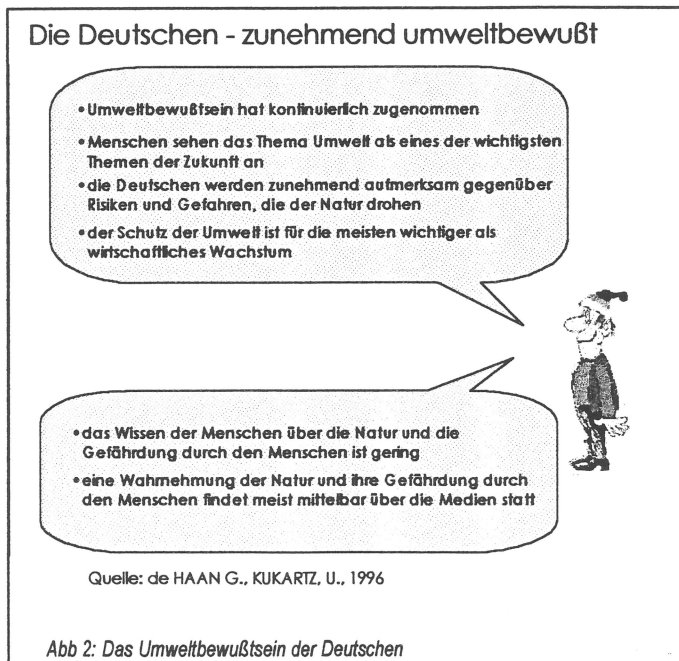 Die Deutschen - zunehmend umweltbewußt
• Umweltbewußtsein hat kontinuierlich zugenommen
• Menschen sehen das Thema Umwelt als eines der wichtigsten
Themen der Zukunft an
• die Deutschen werden zunehmend aufmerksam gegenüber
Risiken und Gefahren, die der Natur drohen
• der Schutz der Umwelt ist für die meisten wichtiger als
wirtschaftliches Wachstum
• das Wissen der Menschen über die Natur und die
Gefährdung durch den Menschen ist gering
• eine Wahrnehmung der Natur und ihre Gefährdung durch
den Menschen findet meist mittelbar über die Medien statt
Quelle: de HAAN G., KUKARTZ, U., 1996
Abb 2: Das Umweltbewußtsein der Deutschen